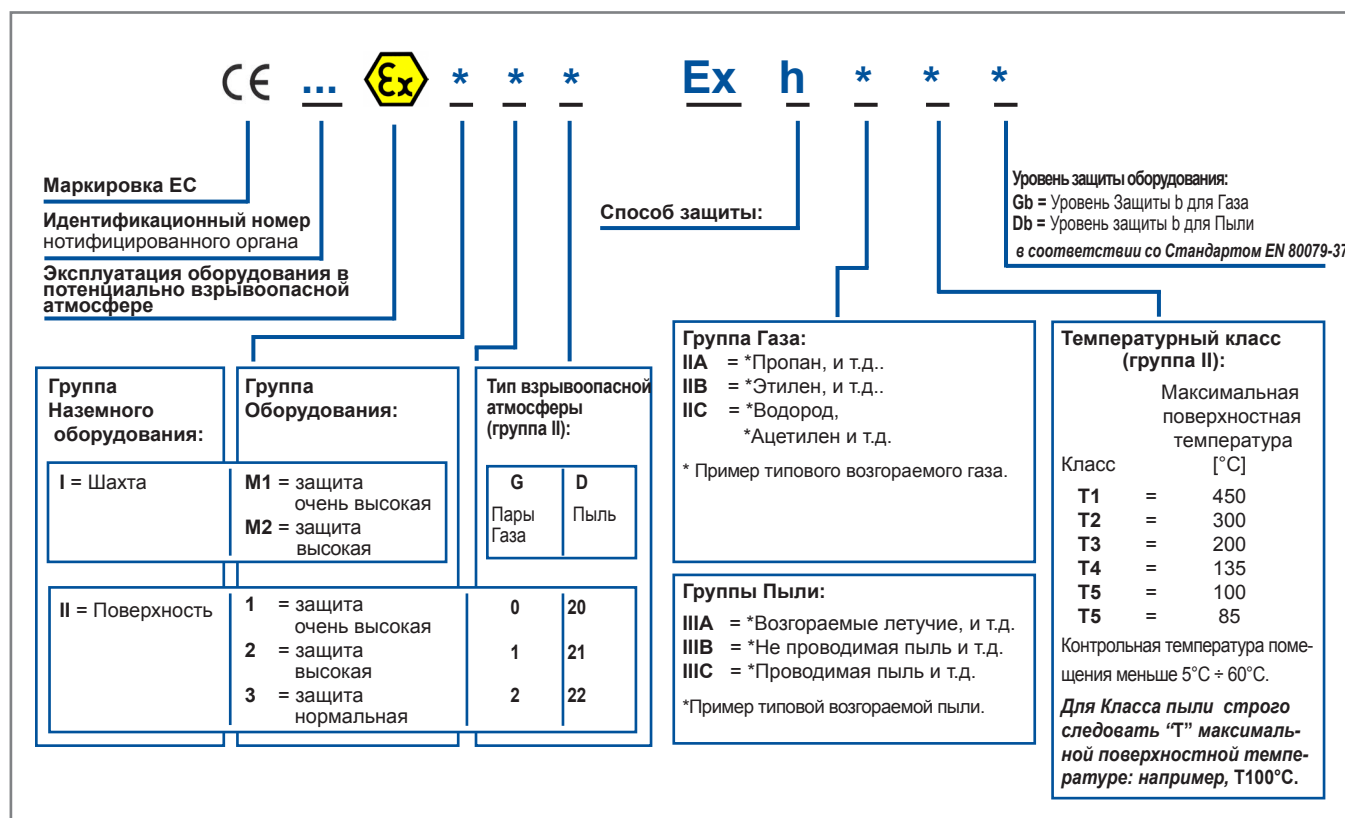 CE ... Ex * * * Ex h * * *
Маркировка ЕС
Идентификационный номер
нотифицированного органа
Эксплуатация оборудования в
потенциально взрывоопасной
атмосфере
Способ защиты:
Уровень защиты оборудования:
Gb = Уровень Защиты b для Газа
Db = Уровень защиты b для Пыли
в соответствии со Стандартом EN 80079-37
Группа
Наземного
оборудования:
Группа
Оборудования:
Тип взрывоопасной
атмосферы
(группа II):
I = Шахта
M1 = защита
очень высокая
M2 = защита
высокая
G D
Пары Пыль
Газа
II = Поверхность
1 = защита 0 20
очень высокая
2 = защита 1 21
высокая
3 = защита 2 22
нормальная
Группа Газа:
IIA = *Пропан, и т.д..
IIB = *Этилен, и т.д..
IIC = *Водород,
*Ацетилен и т.д.
* Пример типового возгораемого газа.
Группы Пыли:
IIIA = *Возгораемые летучие, и т.д.
IIIB = *Не проводимая пыль и т.д.
IIIC = *Проводимая пыль и т.д.
*Пример типовой возгораемой пыли.
Температурный класс
(группа II):
Максимальная
поверхностная
температура
Класс [°C]
T1 = 450
T2 = 300
T3 = 200
T4 = 135
T5 = 100
T5 = 85
Контрольная температура поме-
щения меньше 5°C ÷ 60°C.
Для Класса пыли строго
следовать “T” максималь-
ной поверхностной темпе-
ратуре: например, T100°C.